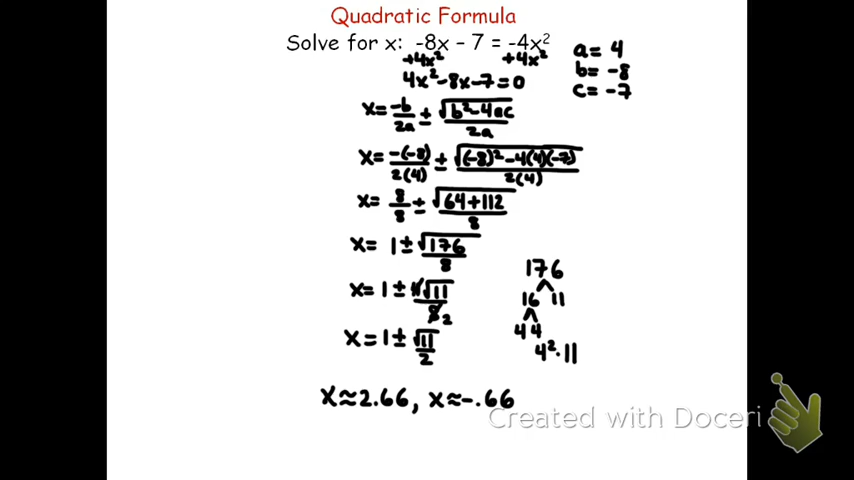 Quadratic Formula
Solve for x: -8x - 7 = -4x²
+4x² +4x²
4x² -8x -7 = 0
a = 4
b = -8
c = -7
x = -b/2a ± √(b² - 4ac)/2a
x = -(-8)/2(4) ± √((-8)² - 4(4)(-7))/2(4)
x = 8/8 ± √(64 + 112)/8
x = 1 ± √176/8
x = 1 ± 4√11/8 2
x = 1 ± √11/2
176
16 11
4 4
4² · 11
x ≈ 2.66, x ≈ -.66
Created with Doceri